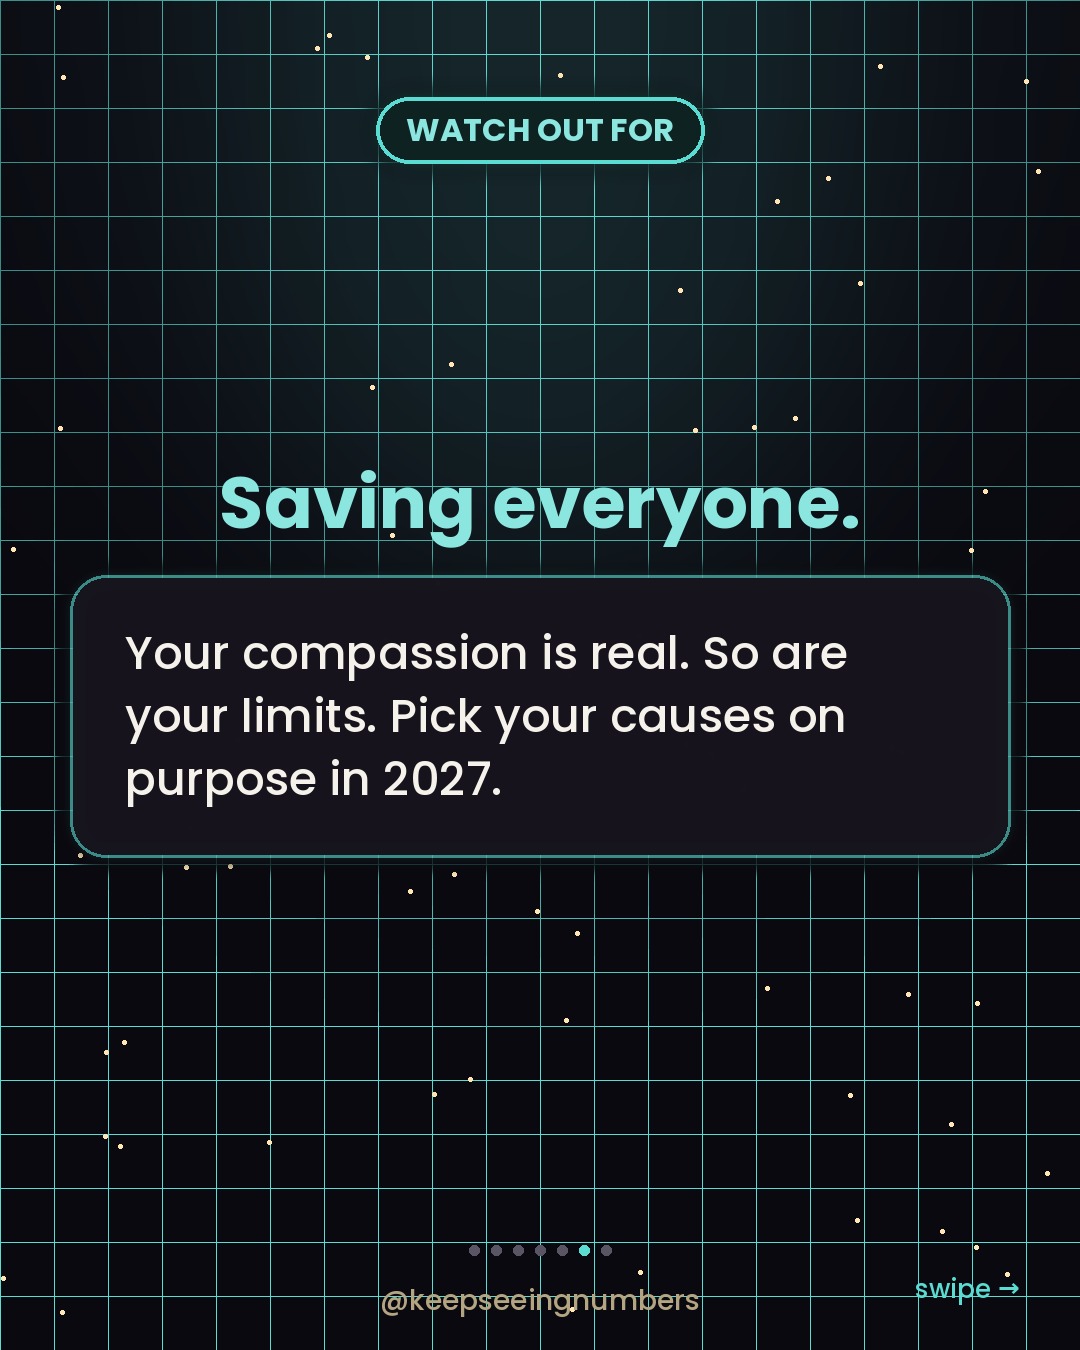 WATCH OUT FOR
Saving everyone.
Your compassion is real. So are
your limits. Pick your causes on
purpose in 2027.
swipe →
@keepseeingnumbers